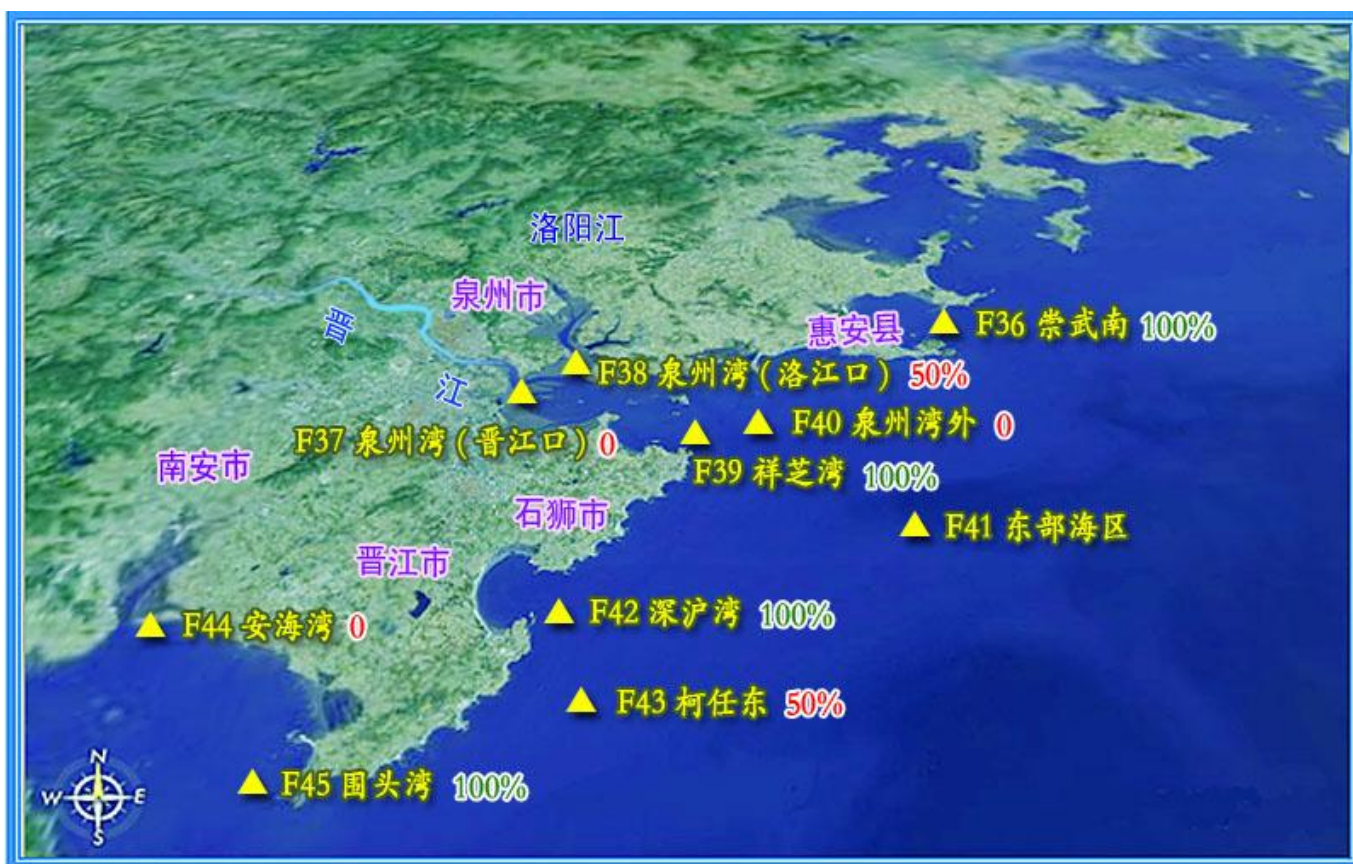 洛阳江
泉州市
晋
江
惠安县
F36 崇武南 100%
F38 泉州湾(洛江口) 50%
F40 泉州湾外 0
F37 泉州湾(晋江口) 0
F39 祥芝湾 100%
南安市
石狮市
F41 东部海区
晋江市
F44 安海湾 0
F42 深沪湾 100%
F43 柯任东 50%
F45 围头湾 100%
N
W E
S